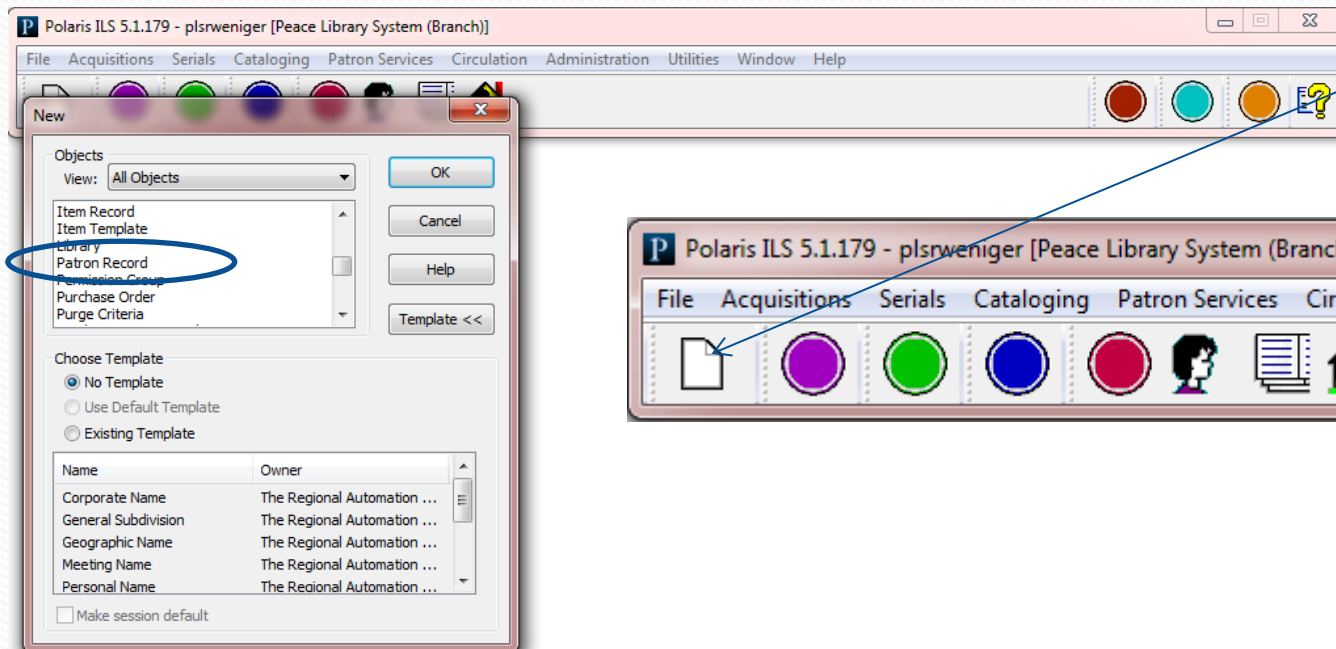 Polaris ILS 5.1.179 - plsrweniger [Peace Library System (Branch)]
File Acquisitions Serials Cataloging Patron Services Circulation Administration Utilities Window Help
New
Objects
View: All Objects
OK
Item Record
Item Template
Library
Patron Record
Permission Group
Purchase Order
Purge Criteria
Cancel
Help
Template <<
Choose Template
No Template
Use Default Template
Existing Template
Name Owner
Corporate Name The Regional Automation ...
General Subdivision The Regional Automation ...
Geographic Name The Regional Automation ...
Meeting Name The Regional Automation ...
Personal Name The Regional Automation ...
Make session default
Polaris ILS 5.1.179 - plsrweniger [Peace Library System (Branc
File Acquisitions Serials Cataloging Patron Services Cir